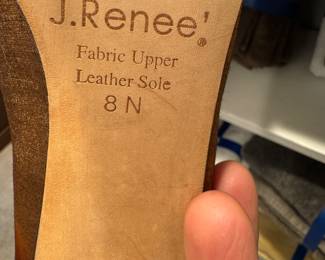 J.Renee'®
Fabric Upper
Leather Sole
8 N